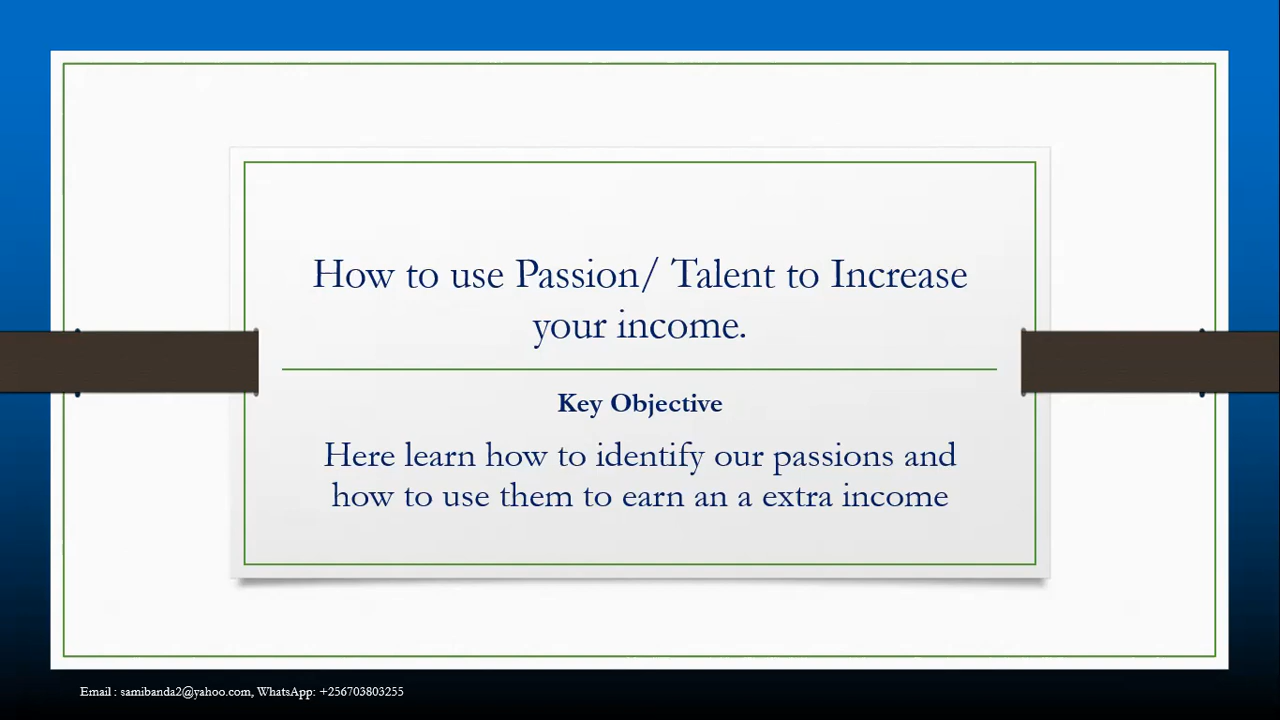 How to use Passion/ Talent to Increase
your income.
Key Objective
Here learn how to identify our passions and
how to use them to earn an a extra income
Email : samibanda2@yahoo.com, WhatsApp: +256703803255